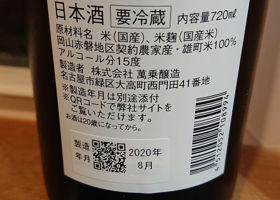 日本酒 要冷蔵 内容量720㎖
原材料名 米(国産)、米麹(国産米)
岡山赤磐地区契約農家産・雄町米100%
アルコール分15度
製造者 株式会社 萬乗醸造
名古屋市緑区大高町西門田41番地
※製造年月は別途添付
※QRコードで弊社サイトを
ご覧いただけます。
お酒は20歳になってから。
製造
年月
2020年
8月